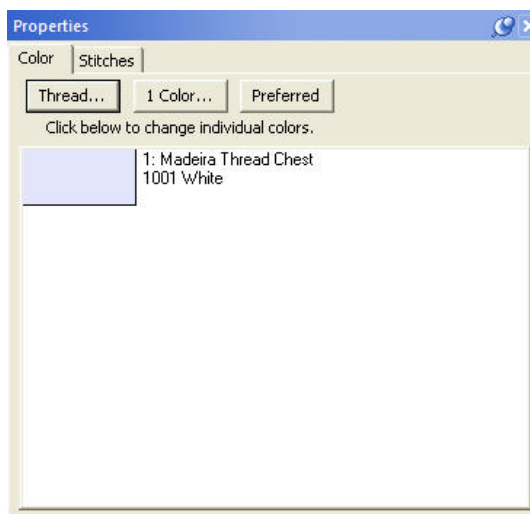 Properties
Color Stitches
Thread... 1 Color... Preferred
Click below to change individual colors.
1: Madeira Thread Chest
1001 White